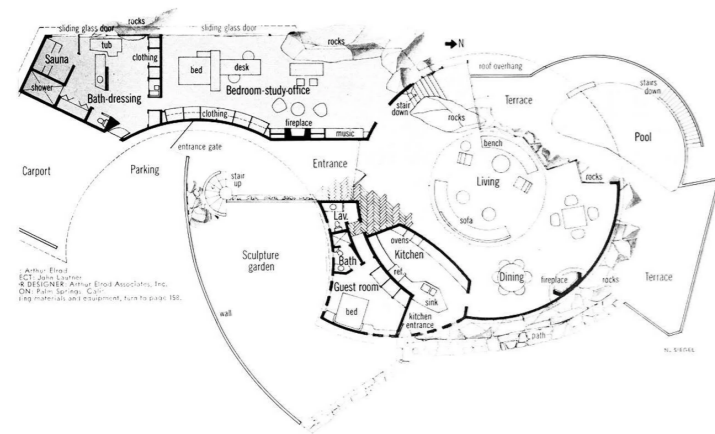 rocks
sliding glass door
sliding glass door
Sauna
tub
clothing
bed
desk
rocks
N
roof overhang
stairs
down
shower
Bath-dressing
Bedroom-study-office
stair
down
rocks
Terrace
Pool
clothing
fireplace
music
bench
entrance gate
Entrance
Living
rocks
Carport
Parking
stair
up
sofa
Lav.
ovens
Kitchen
Sculpture
garden
Bath
ref.
Dining
fireplace
rocks
Terrace
Guest room
sink
wall
bed
kitchen
entrance
path
Arthur Elrod
ECT: John Lautner
R DESIGNER: Arthur Elrod Associates, Inc.
ON: Palm Springs, Calif.
ing materials and equipment, turn to page 158.